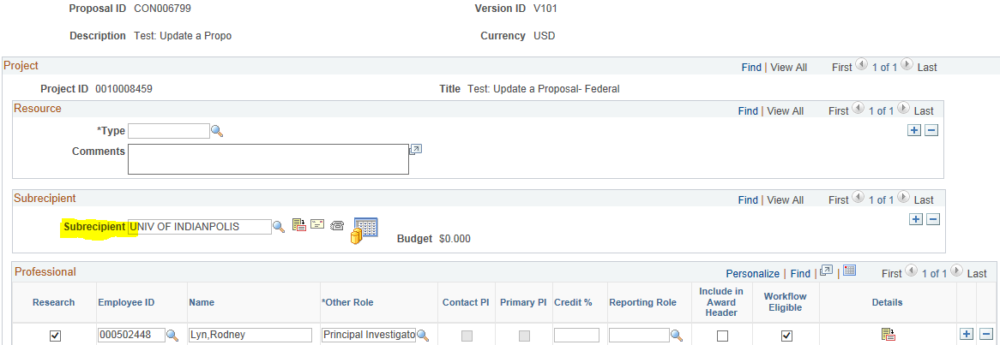 Proposal ID CON006799 Version ID V101
Description Test: Update a Propo Currency USD
Project Find | View All First 1 of 1 Last
Project ID 0010008459 Title Test: Update a Proposal- Federal
Resource Find | View All First 1 of 1 Last
*Type
Comments
Subrecipient Find | View All First 1 of 1 Last
Subrecipient UNIV OF INDIANPOLIS
Budget $0.000
Professional Personalize | Find | | First 1 of 1 Last
Research Employee ID Name *Other Role Contact PI Primary PI Credit % Reporting Role Include in Award Header Workflow Eligible Details
000502448 Lyn,Rodney Principal Investigato